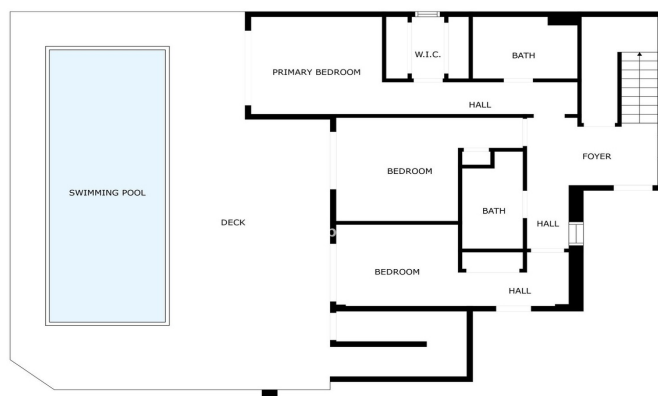 W.I.C.
BATH
PRIMARY BEDROOM
HALL
FOYER
BEDROOM
SWIMMING POOL
BATH
DECK
HALL
BEDROOM
HALL